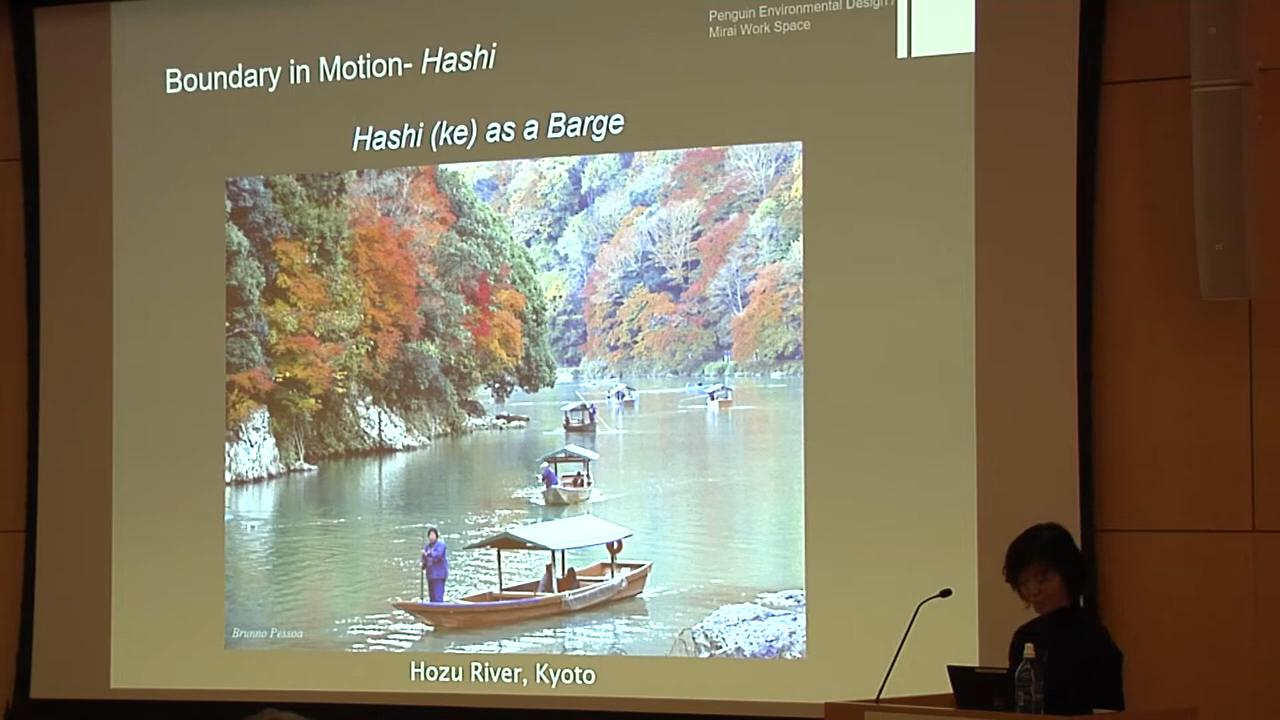 Penguin Environmental Design /
Mirai Work Space
Boundary in Motion- Hashi
Hashi (ke) as a Barge
Brunno Pessoa
Hozu River, Kyoto